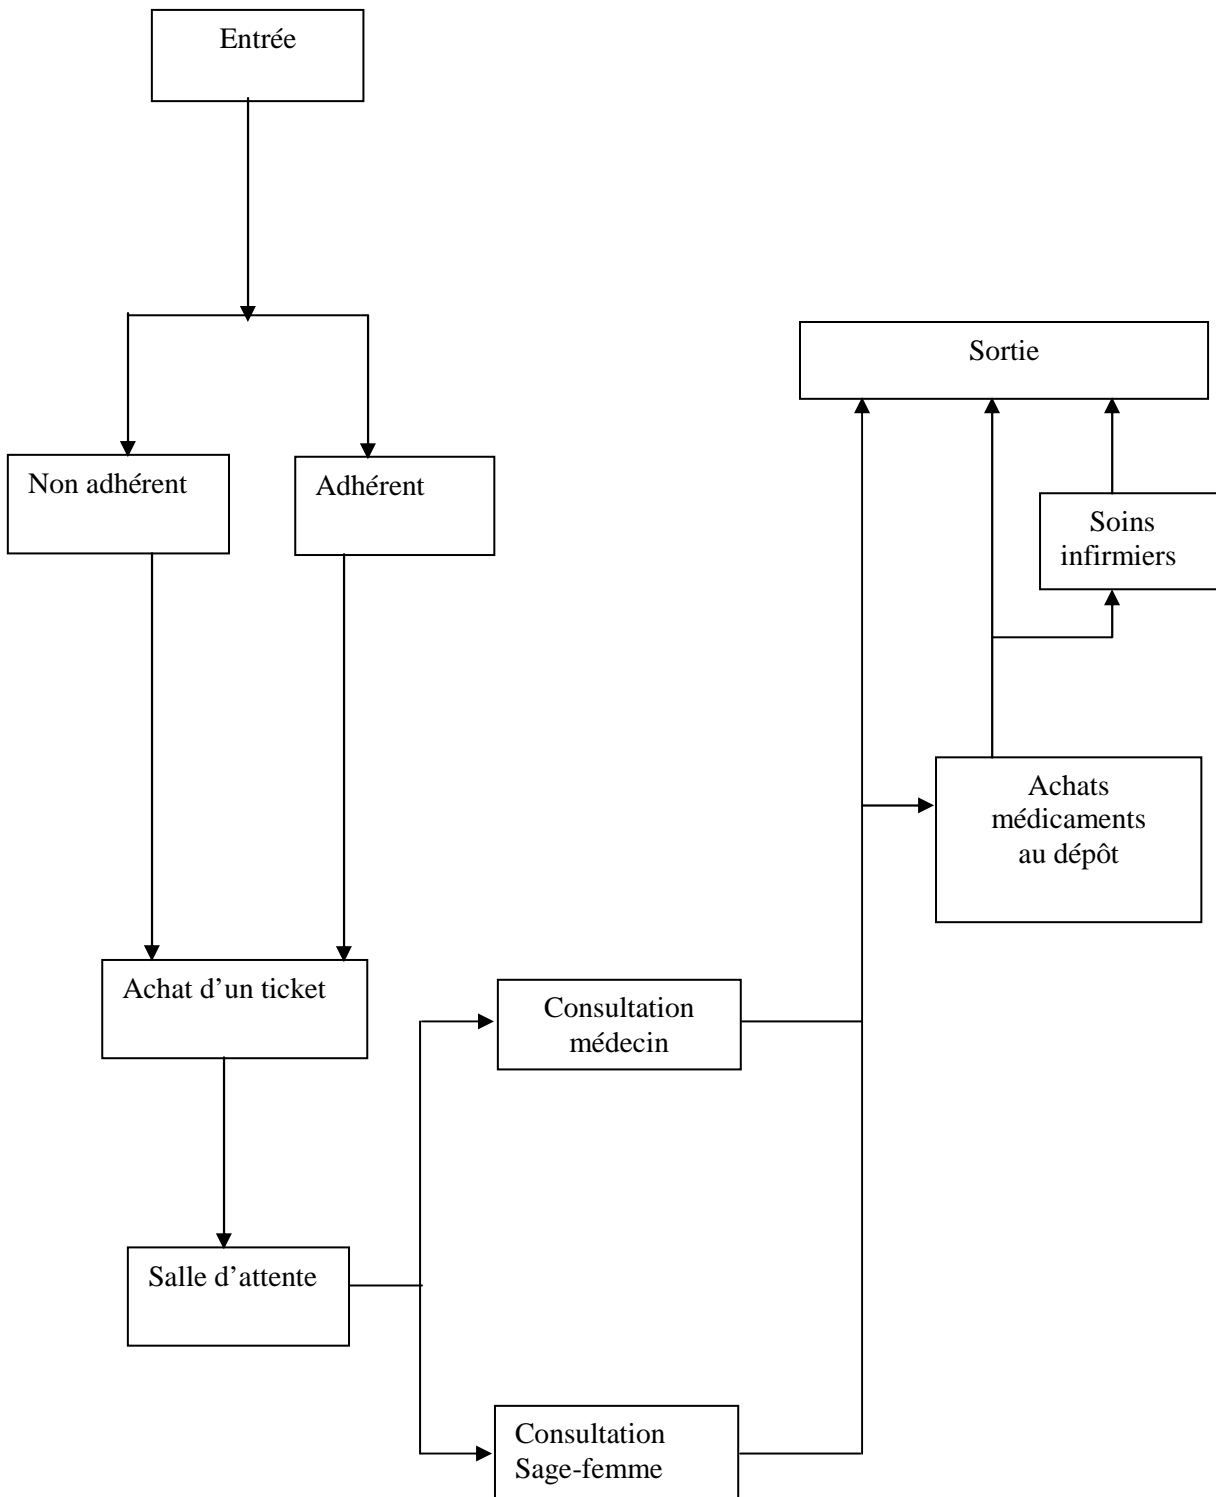 Entrée
Sortie
Non adhérent
Adhérent
Soins
infirmiers
Achats
médicaments
au dépôt
Achat d’un ticket
Consultation
médecin
Salle d’attente
Consultation
Sage-femme